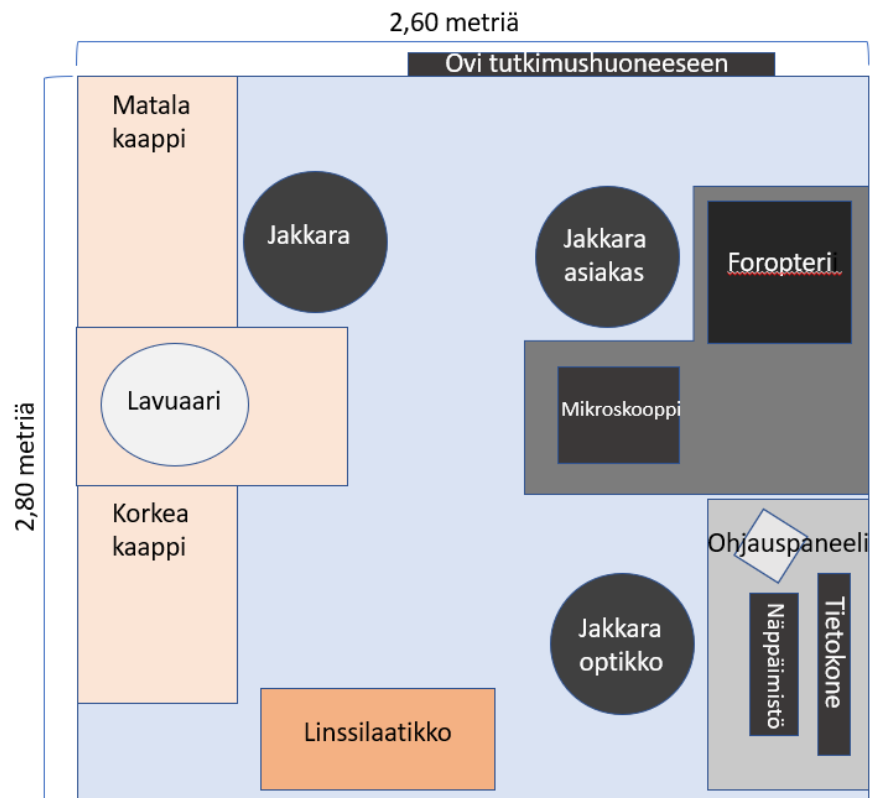 2,60 metriä
Ovi tutkimushuoneeseen
Matala
kaappi
Jakkara
Jakkara
asiakas
Foropterii
Lavuaari
Mikroskooppi
2,80 metriä
Korkea
kaappi
Ohjauspaneeli
Jakkara
optikko
Näppäimistö
Tietokone
Linssilaatikko